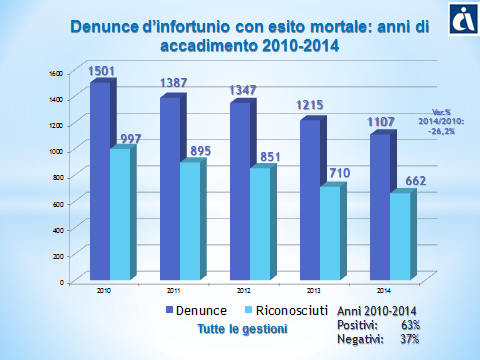 Denunce d'infortunio con esito mortale: anni di
accadimento 2010-2014
1600
1400
1200
1000
800
600
400
200
0
1501
997
1387
895
1347
851
1215
710
1107
662
Var.%
2014/2010:
-26,2%
2010
2011
2012
2013
2014
Denunce
Riconosciuti
Tutte le gestioni
Anni 2010-2014
Positivi: 63%
Negativi: 37%